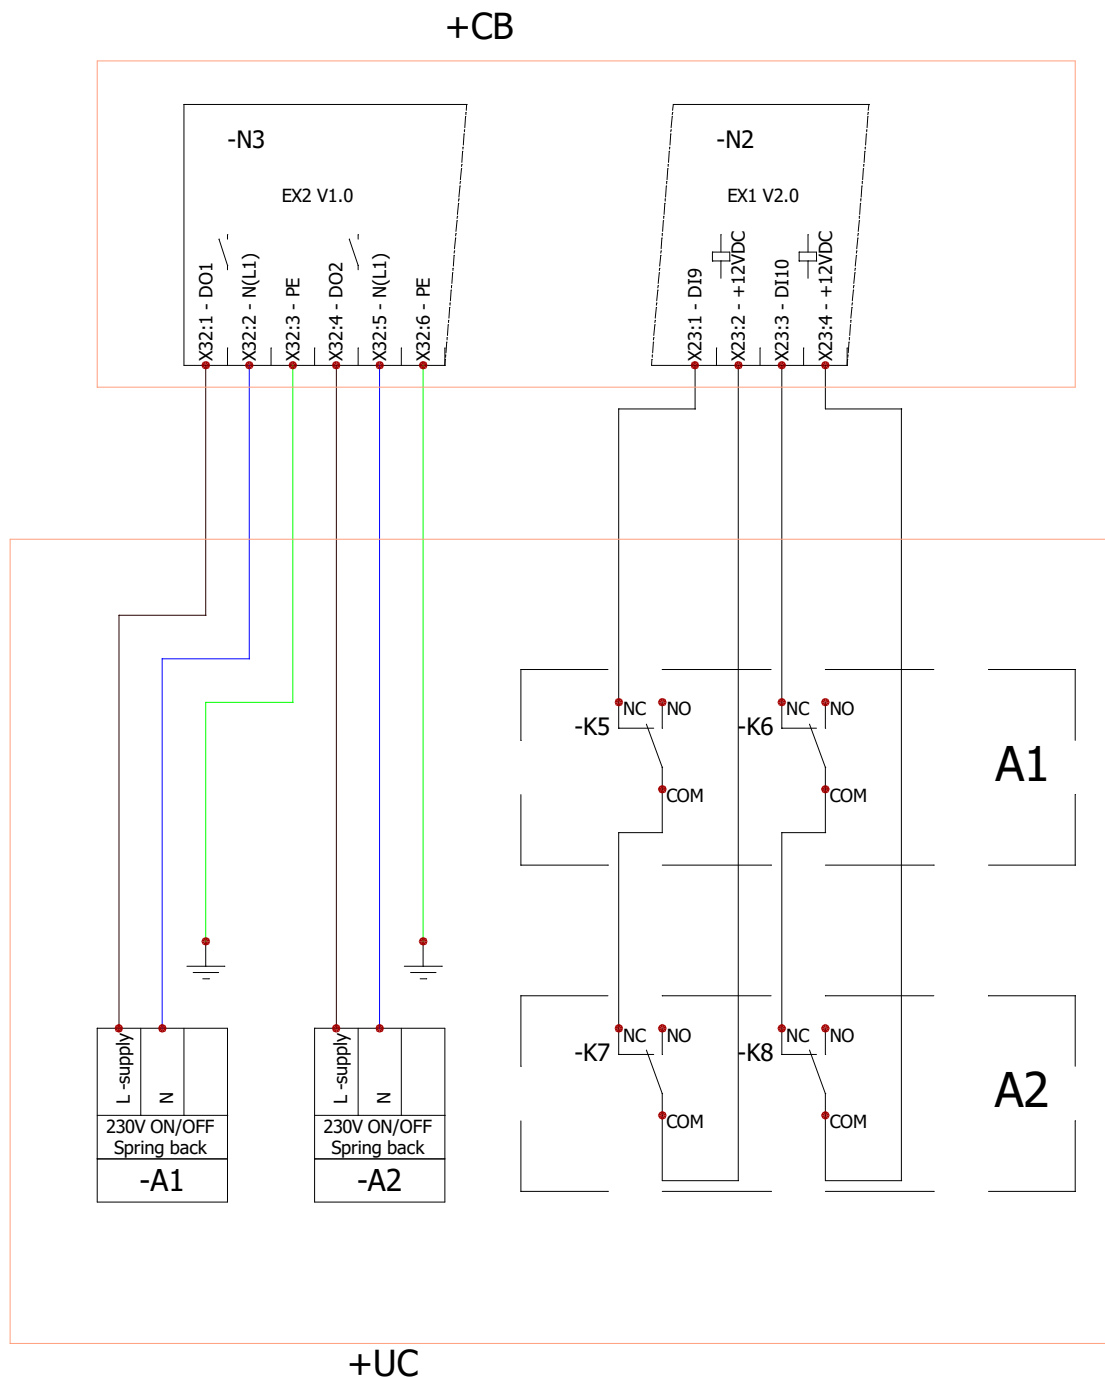 +CB
-N3
EX2 V1.0
X32:1 - DO1
X32:2 - N(L1)
X32:3 - PE
X32:4 - DO2
X32:5 - N(L1)
X32:6 - PE
-N2
EX1 V2.0
X23:1 - DI9
X23:2 - +12VDC
X23:3 - DI10
X23:4 - +12VDC
-K5
NC
NO
COM
-K6
NC
NO
COM
A1
-K7
NC
NO
COM
-K8
NC
NO
COM
A2
L -supply
N
230V ON/OFF
Spring back
-A1
L -supply
N
230V ON/OFF
Spring back
-A2
+UC